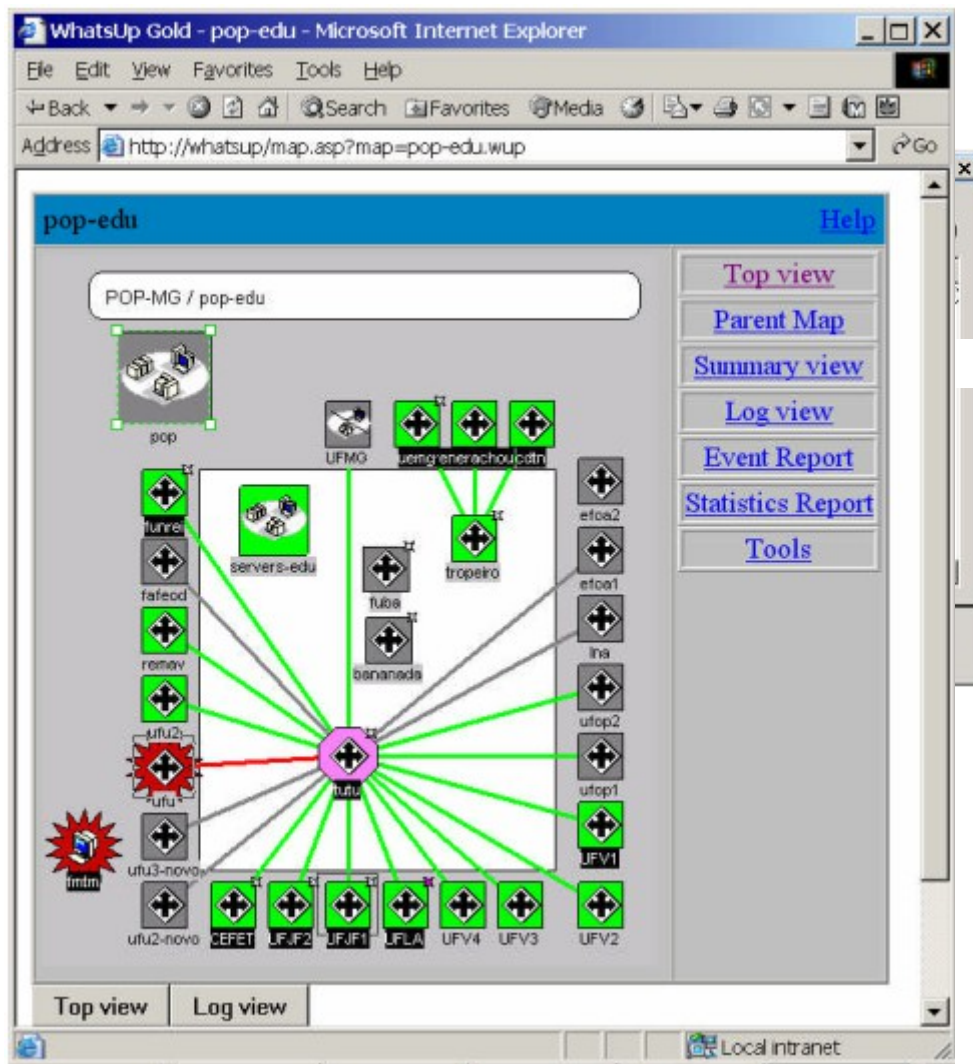 WhatsUp Gold - pop-edu - Microsoft Internet Explorer
File Edit View Favorites Tools Help
Back Search Favorites Media
Address http://whatsup/map.asp?map=pop-edu.wup Go
pop-edu Help
POP-MG / pop-edu
Top view
Parent Map
Summary view
Log view
Event Report
Statistics Report
Tools
pop
UFMG
cdtn
funrei
servers-edu
tropeiro
efoa2
fafeod
fuba
efoa1
remav
bananada
lna
ufu2
ufop2
ufu
tutu
ufop1
fmtm
ufu3-novo
UFV1
ufu2-novo CEFET UFJF2 UFJF1 UFLA UFV4 UFV3 UFV2
Top view Log view
Local intranet